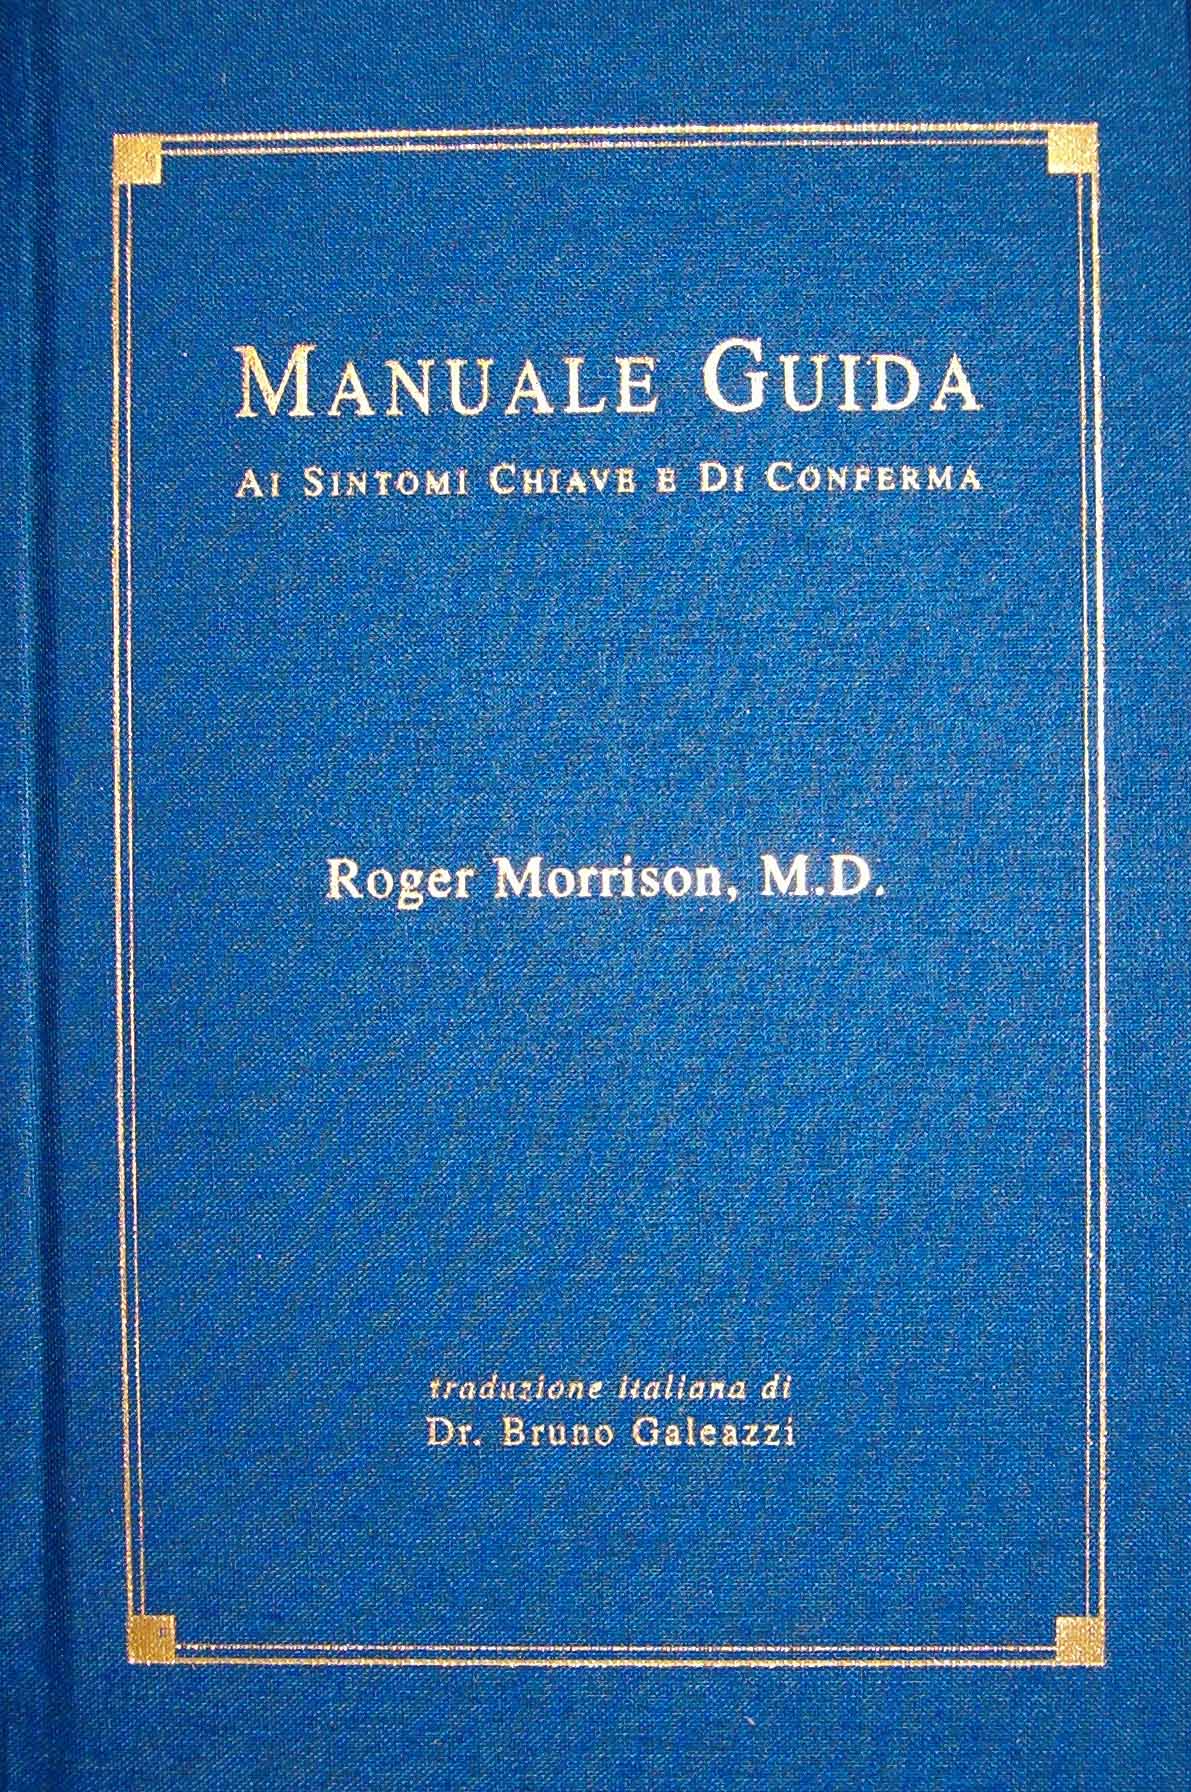 MANUALE GUIDA
AI SINTOMI CHIAVE E DI CONFERMA
Roger Morrison, M.D.
traduzione italiana di
Dr. Bruno Galeazzi